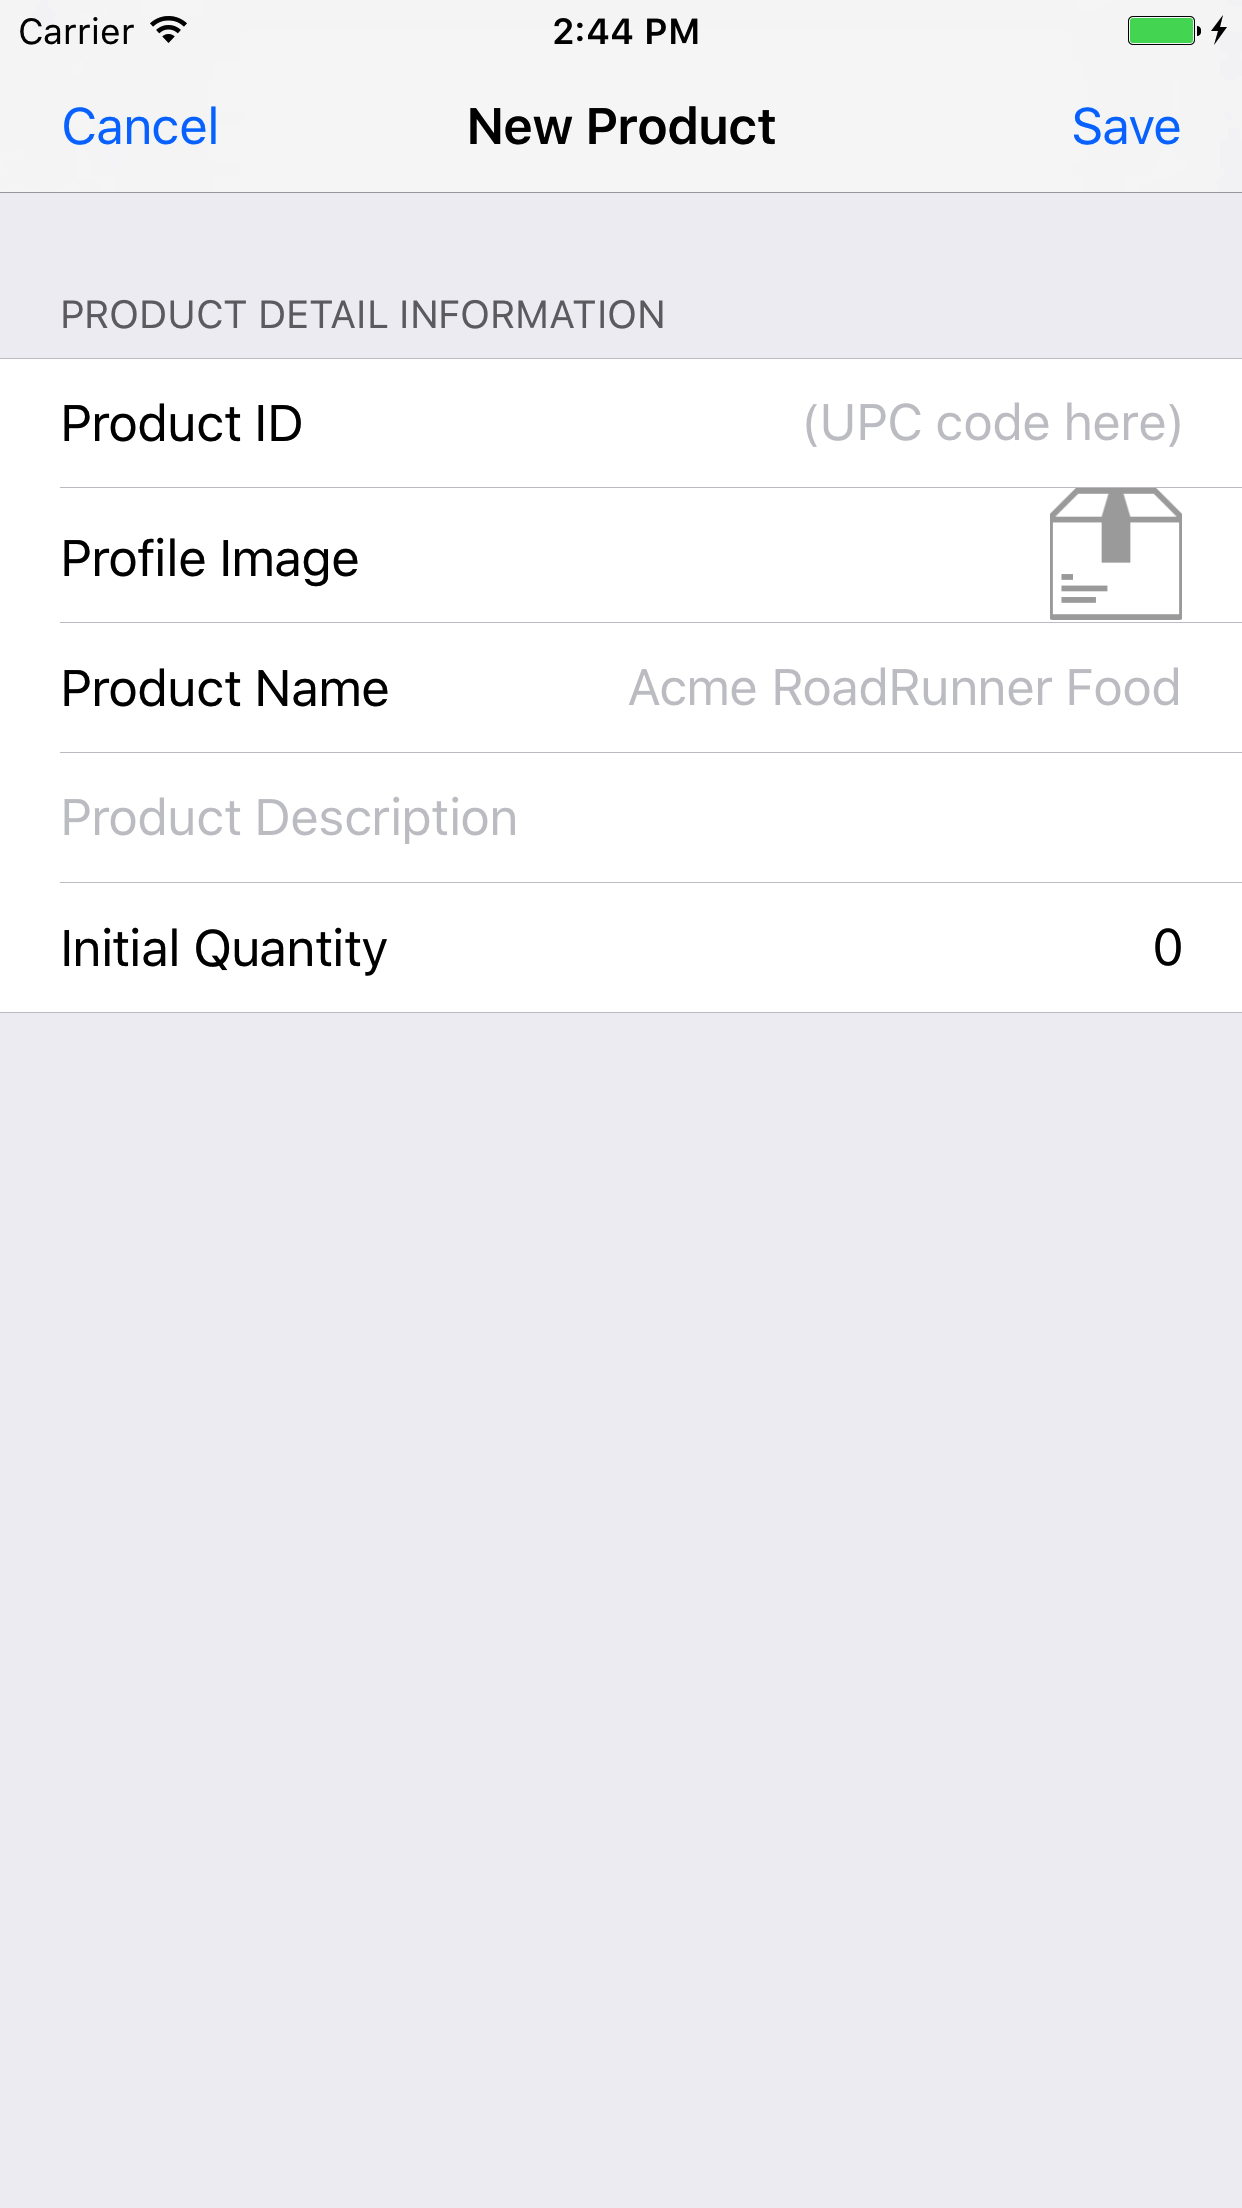 Carrier 2:44 PM
Cancel New Product Save
PRODUCT DETAIL INFORMATION
Product ID (UPC code here)
Profile Image
Product Name Acme RoadRunner Food
Product Description
Initial Quantity 0